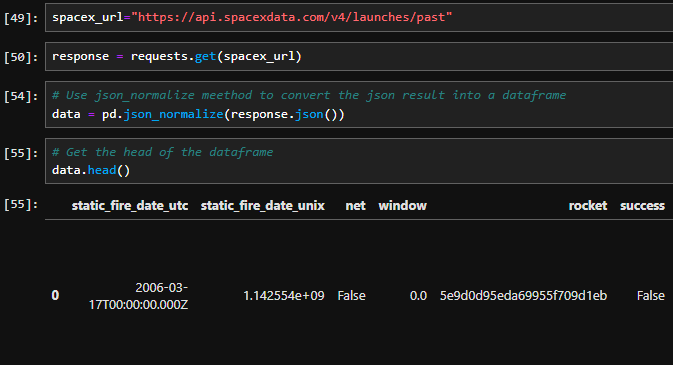 [49]: spacex_url="https://api.spacexdata.com/v4/launches/past"
[50]: response = requests.get(spacex_url)
[54]: # Use json_normalize meethod to convert the json result into a dataframe
data = pd.json_normalize(response.json())
[55]: # Get the head of the dataframe
data.head()
[55]: static_fire_date_utc static_fire_date_unix net window rocket success
0 2006-03-
17T00:00:00.000Z 1.142554e+09 False 0.0 5e9d0d95eda69955f709d1eb False